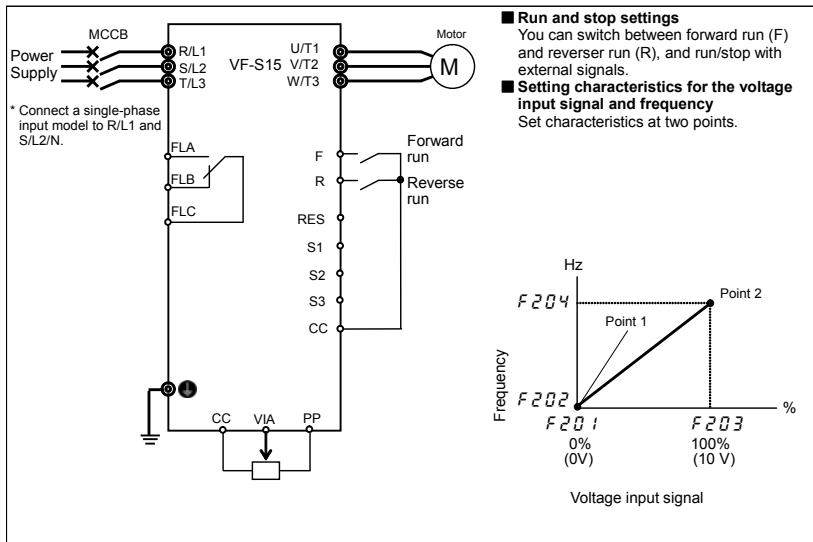 MCCB
Power
Supply
R/L1
S/L2
T/L3
VF-S15
U/T1
V/T2
W/T3
Motor
M
* Connect a single-phase
input model to R/L1 and
S/L2/N.
FLA
FLB
FLC
F
R
RES
S1
S2
S3
CC
Forward
run
Reverse
run
CC
VIA
PP
■ Run and stop settings
You can switch between forward run (F)
and reverser run (R), and run/stop with
external signals.
■ Setting characteristics for the voltage
input signal and frequency
Set characteristics at two points.
Hz
F204
Point 2
Point 1
Frequency
F202
%
F201
F203
0%
(0V)
100%
(10 V)
Voltage input signal